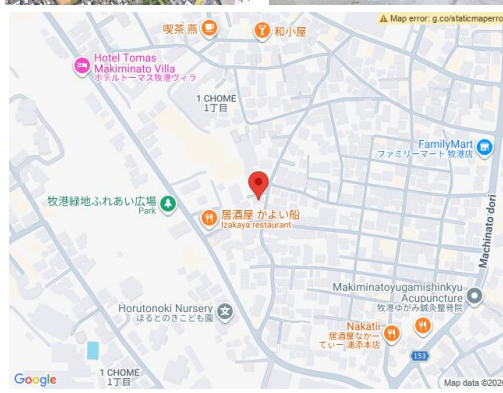 Map error: g.co/staticmaperro
喫茶 燕
和小屋
Hotel Tomas
Makiminato Villa
ホテルトーマス牧港ヴィラ
1 CHOME
1丁目
FamilyMart
ファミリーマート 牧港店
牧港緑地ふれあい広場
Park
居酒屋 かよい船
Izakaya restaurant
Machinato dori
Makiminatoyugamishinkyu
Acupuncture
牧港ゆがみ鍼灸整骨院
Horutonoki Nursery
ほるとのきこども園
Nakatii
居酒屋なかー
てぃー 浦添本店
153
1 CHOME
1丁目
Google
Map data ©2026